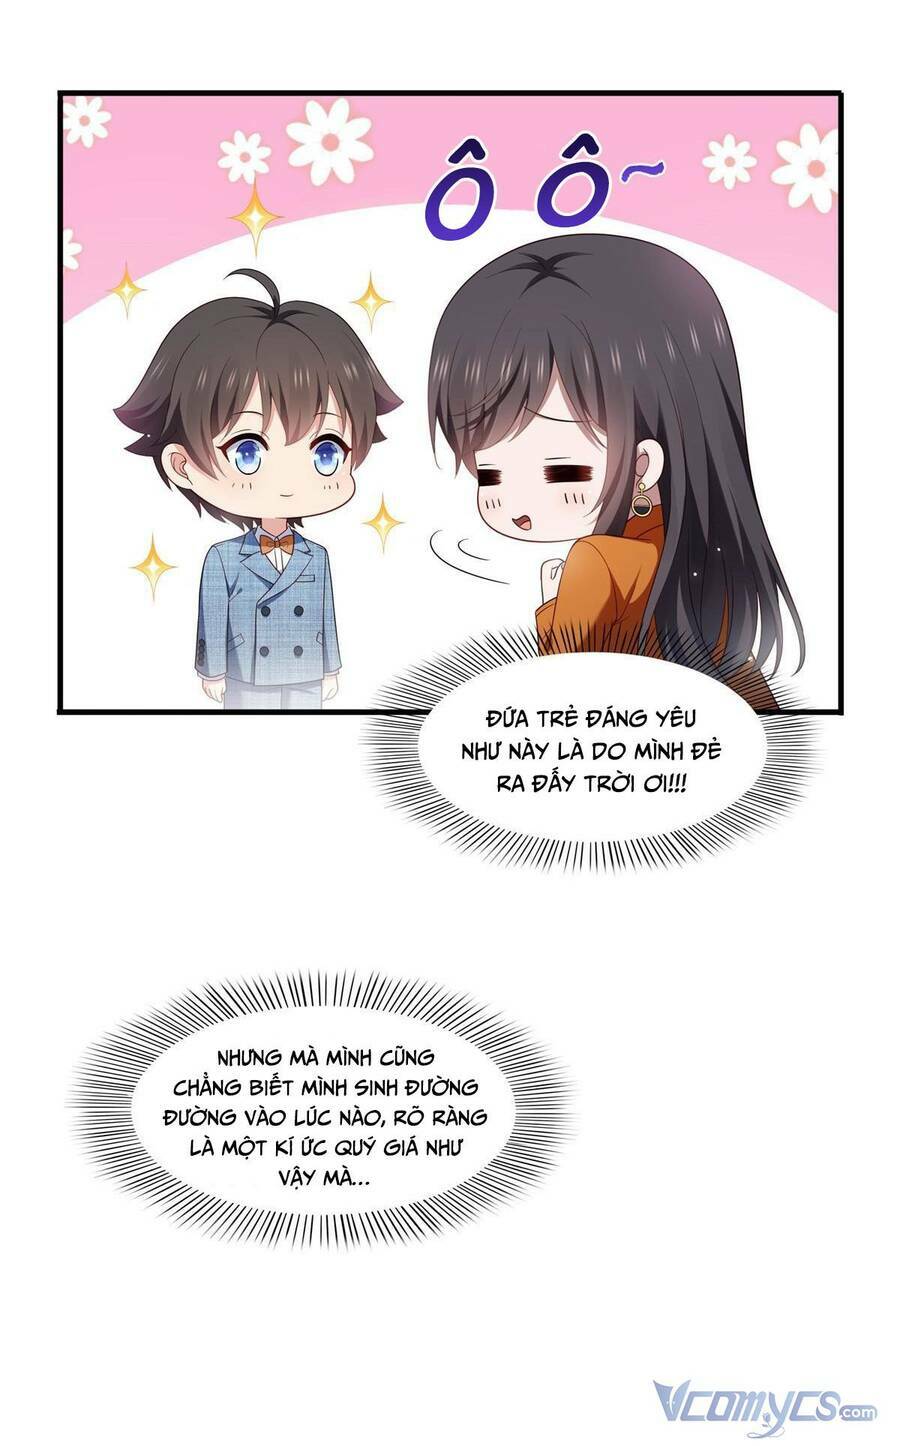 Ô Ô~
ĐỨA TRẺ ĐÁNG YÊU
NHƯ NÀY LÀ DO MÌNH ĐẺ
RA ĐẤY TRỜI ƠI!!!
NHƯNG MÀ MÌNH CŨNG
CHẲNG BIẾT MÌNH SINH ĐƯỜNG
ĐƯỜNG VÀO LÚC NÀO, RÕ RÀNG
LÀ MỘT KÍ ỨC QUÝ GIÁ NHƯ
VẬY MÀ...
VCOMYCS.com